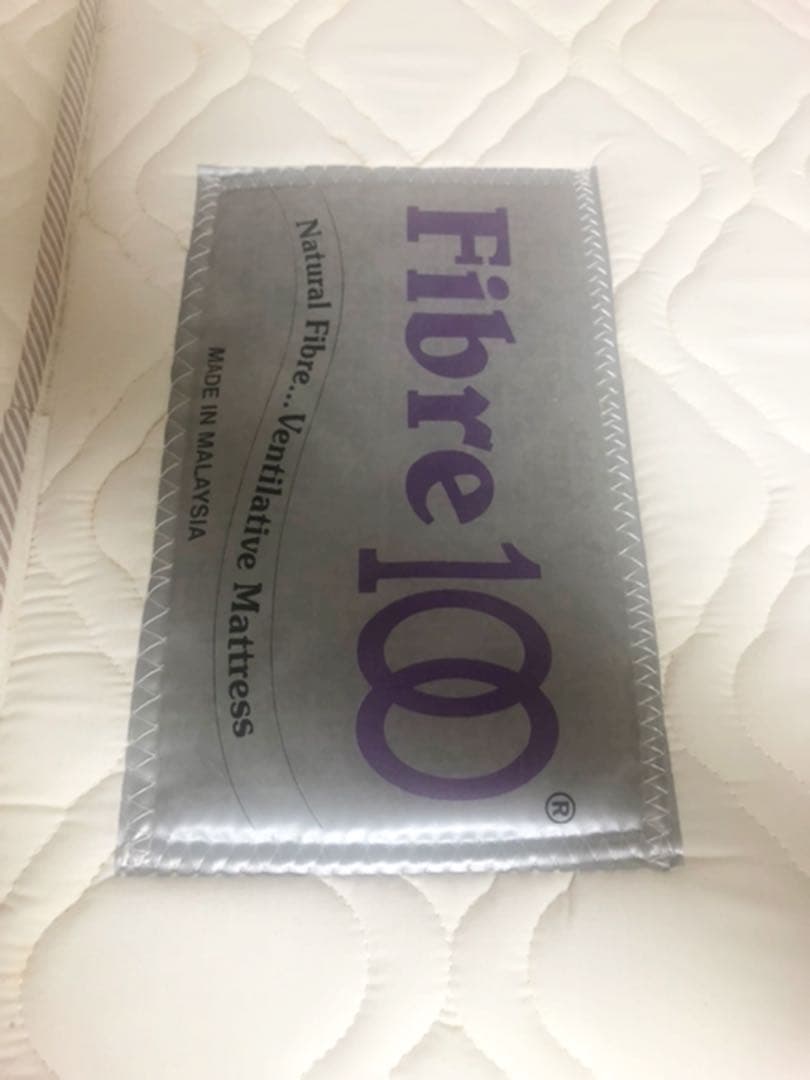 Fibre 100®
Natural Fibre... Ventilative Mattress
MADE IN MALAYSIA